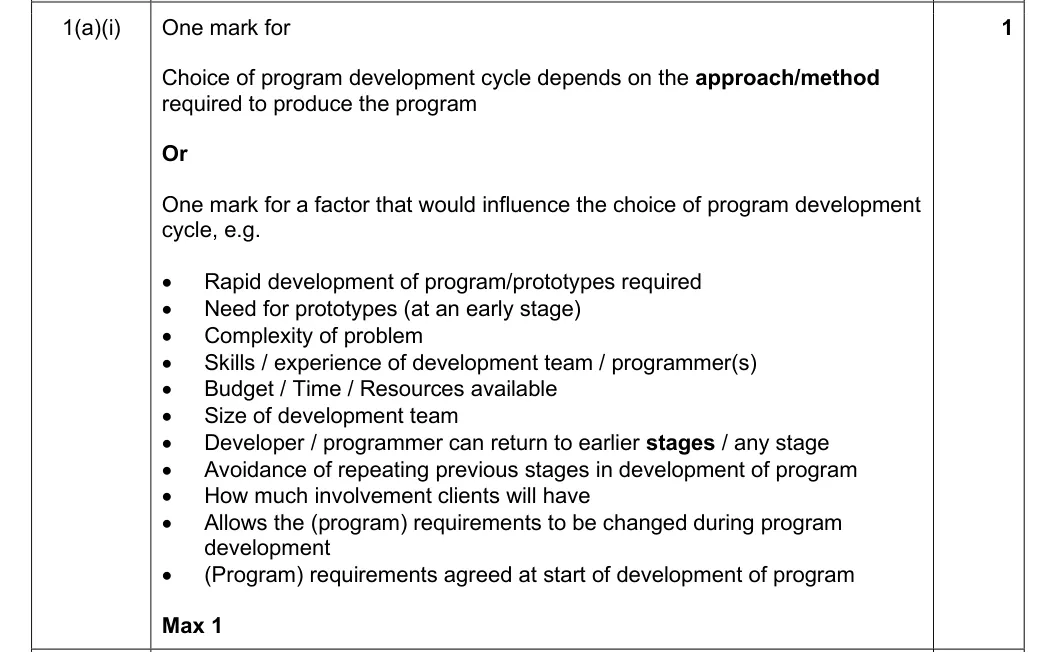 1(a)(i) One mark for 1
Choice of program development cycle depends on the approach/method
required to produce the program
Or
One mark for a factor that would influence the choice of program development
cycle, e.g.
• Rapid development of program/prototypes required
• Need for prototypes (at an early stage)
• Complexity of problem
• Skills / experience of development team / programmer(s)
• Budget / Time / Resources available
• Size of development team
• Developer / programmer can return to earlier stages / any stage
• Avoidance of repeating previous stages in development of program
• How much involvement clients will have
• Allows the (program) requirements to be changed during program
development
• (Program) requirements agreed at start of development of program
Max 1